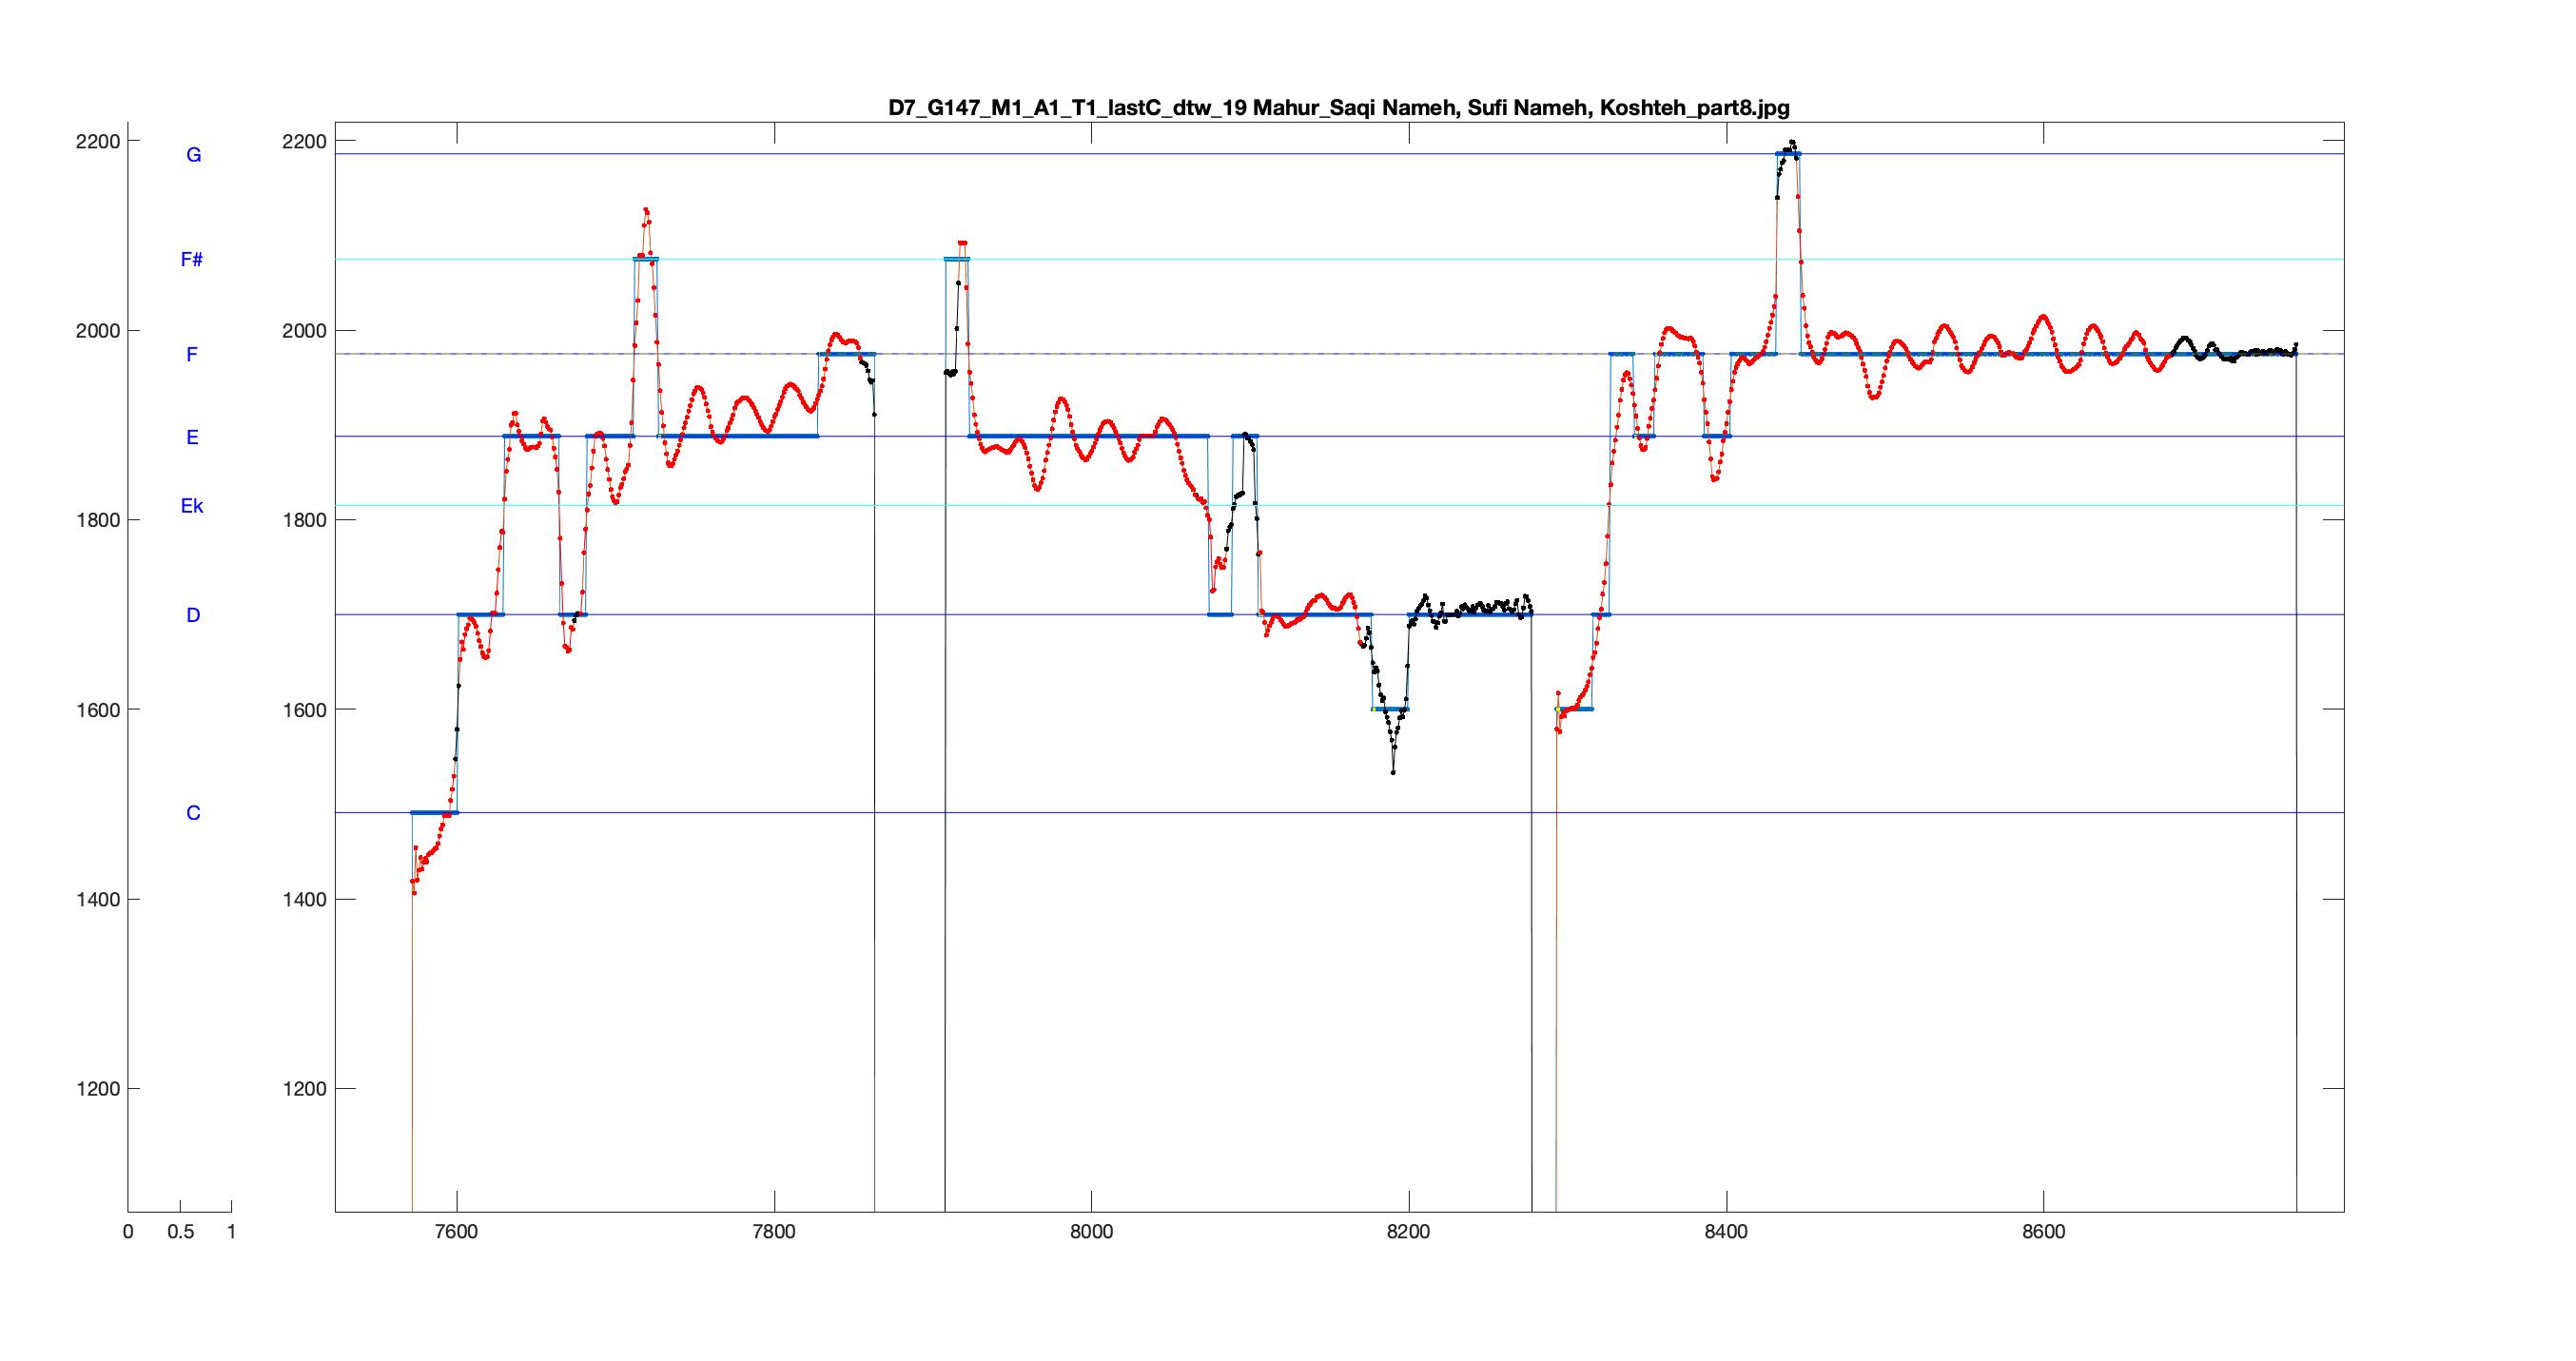 D7_G147_M1_A1_T1_lastC_dtw_19 Mahur_Saqi Nameh, Sufi Nameh, Koshteh_part8.jpg
2200 G 2200
F#
2000 2000
F
E
1800 Ek 1800
D
1600 1600
C
1400 1400
1200 1200
0 0.5 1 7600 7800 8000 8200 8400 8600